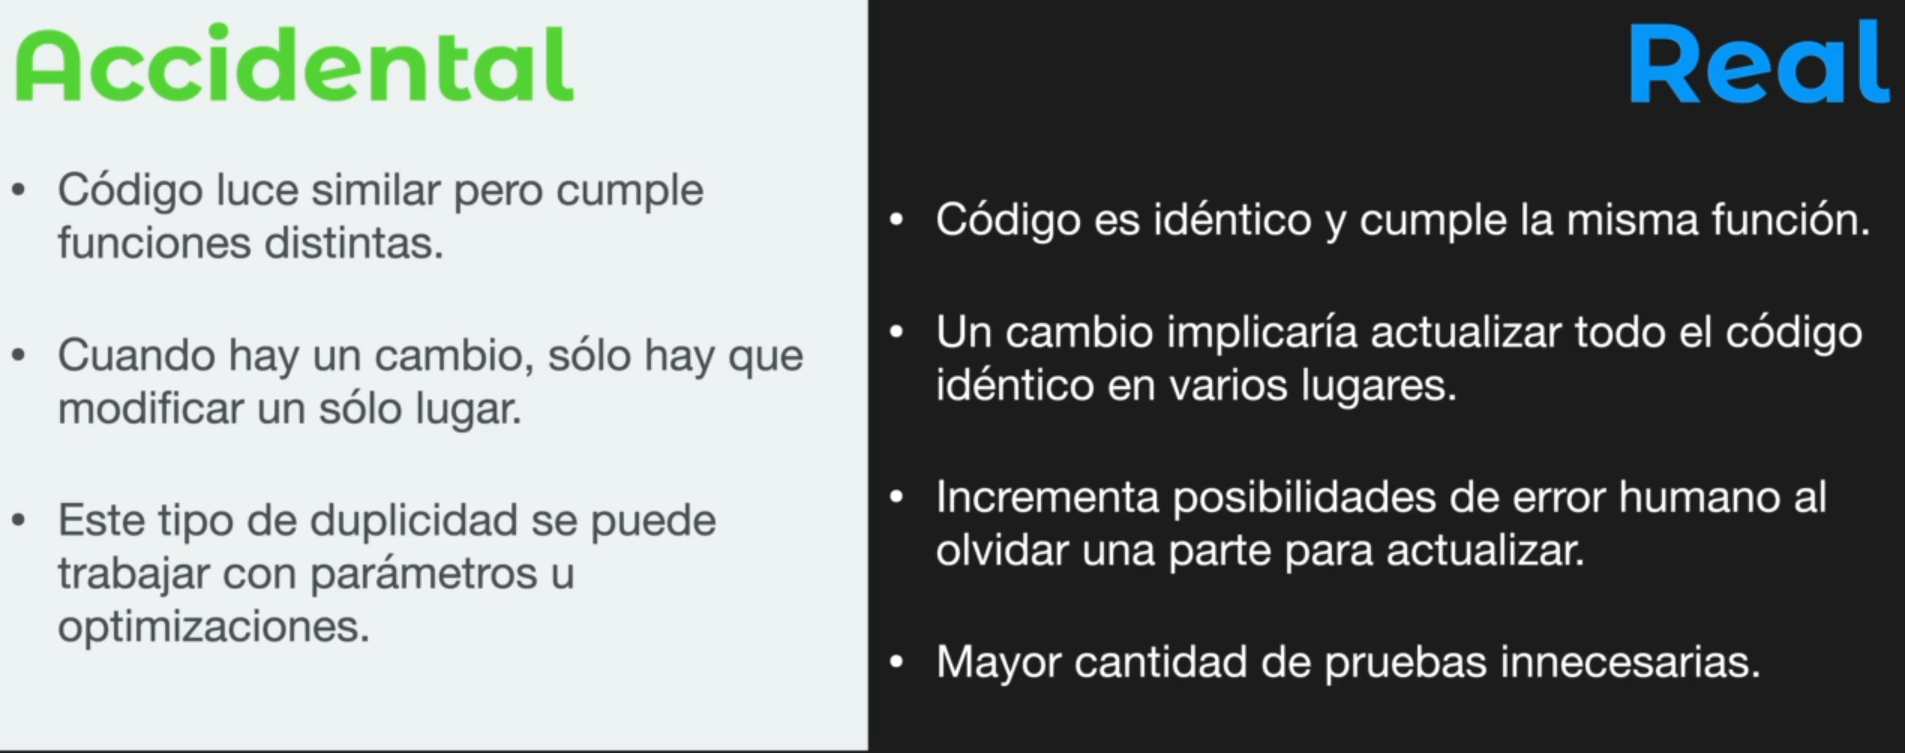 Accidental
• Código luce similar pero cumple
funciones distintas.
• Cuando hay un cambio, sólo hay que
modificar un sólo lugar.
• Este tipo de duplicidad se puede
trabajar con parámetros u
optimizaciones.
Real
• Código es idéntico y cumple la misma función.
• Un cambio implicaría actualizar todo el código
idéntico en varios lugares.
• Incrementa posibilidades de error humano al
olvidar una parte para actualizar.
• Mayor cantidad de pruebas innecesarias.